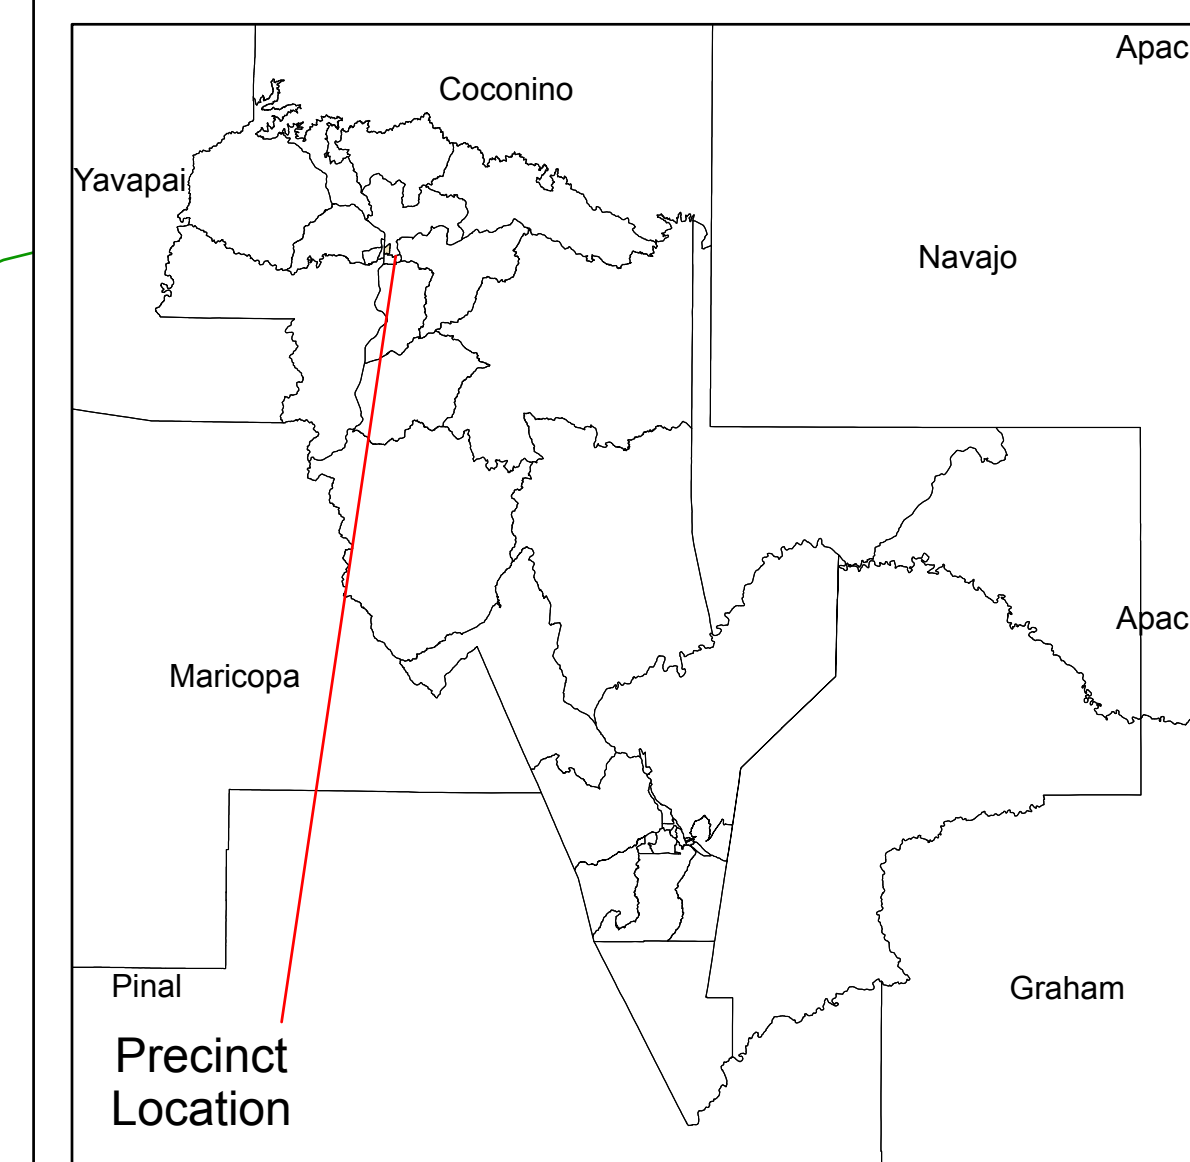 Apac
Coconino
Yavapai
Navajo
Apac
Maricopa
Pinal
Graham
Precinct
Location